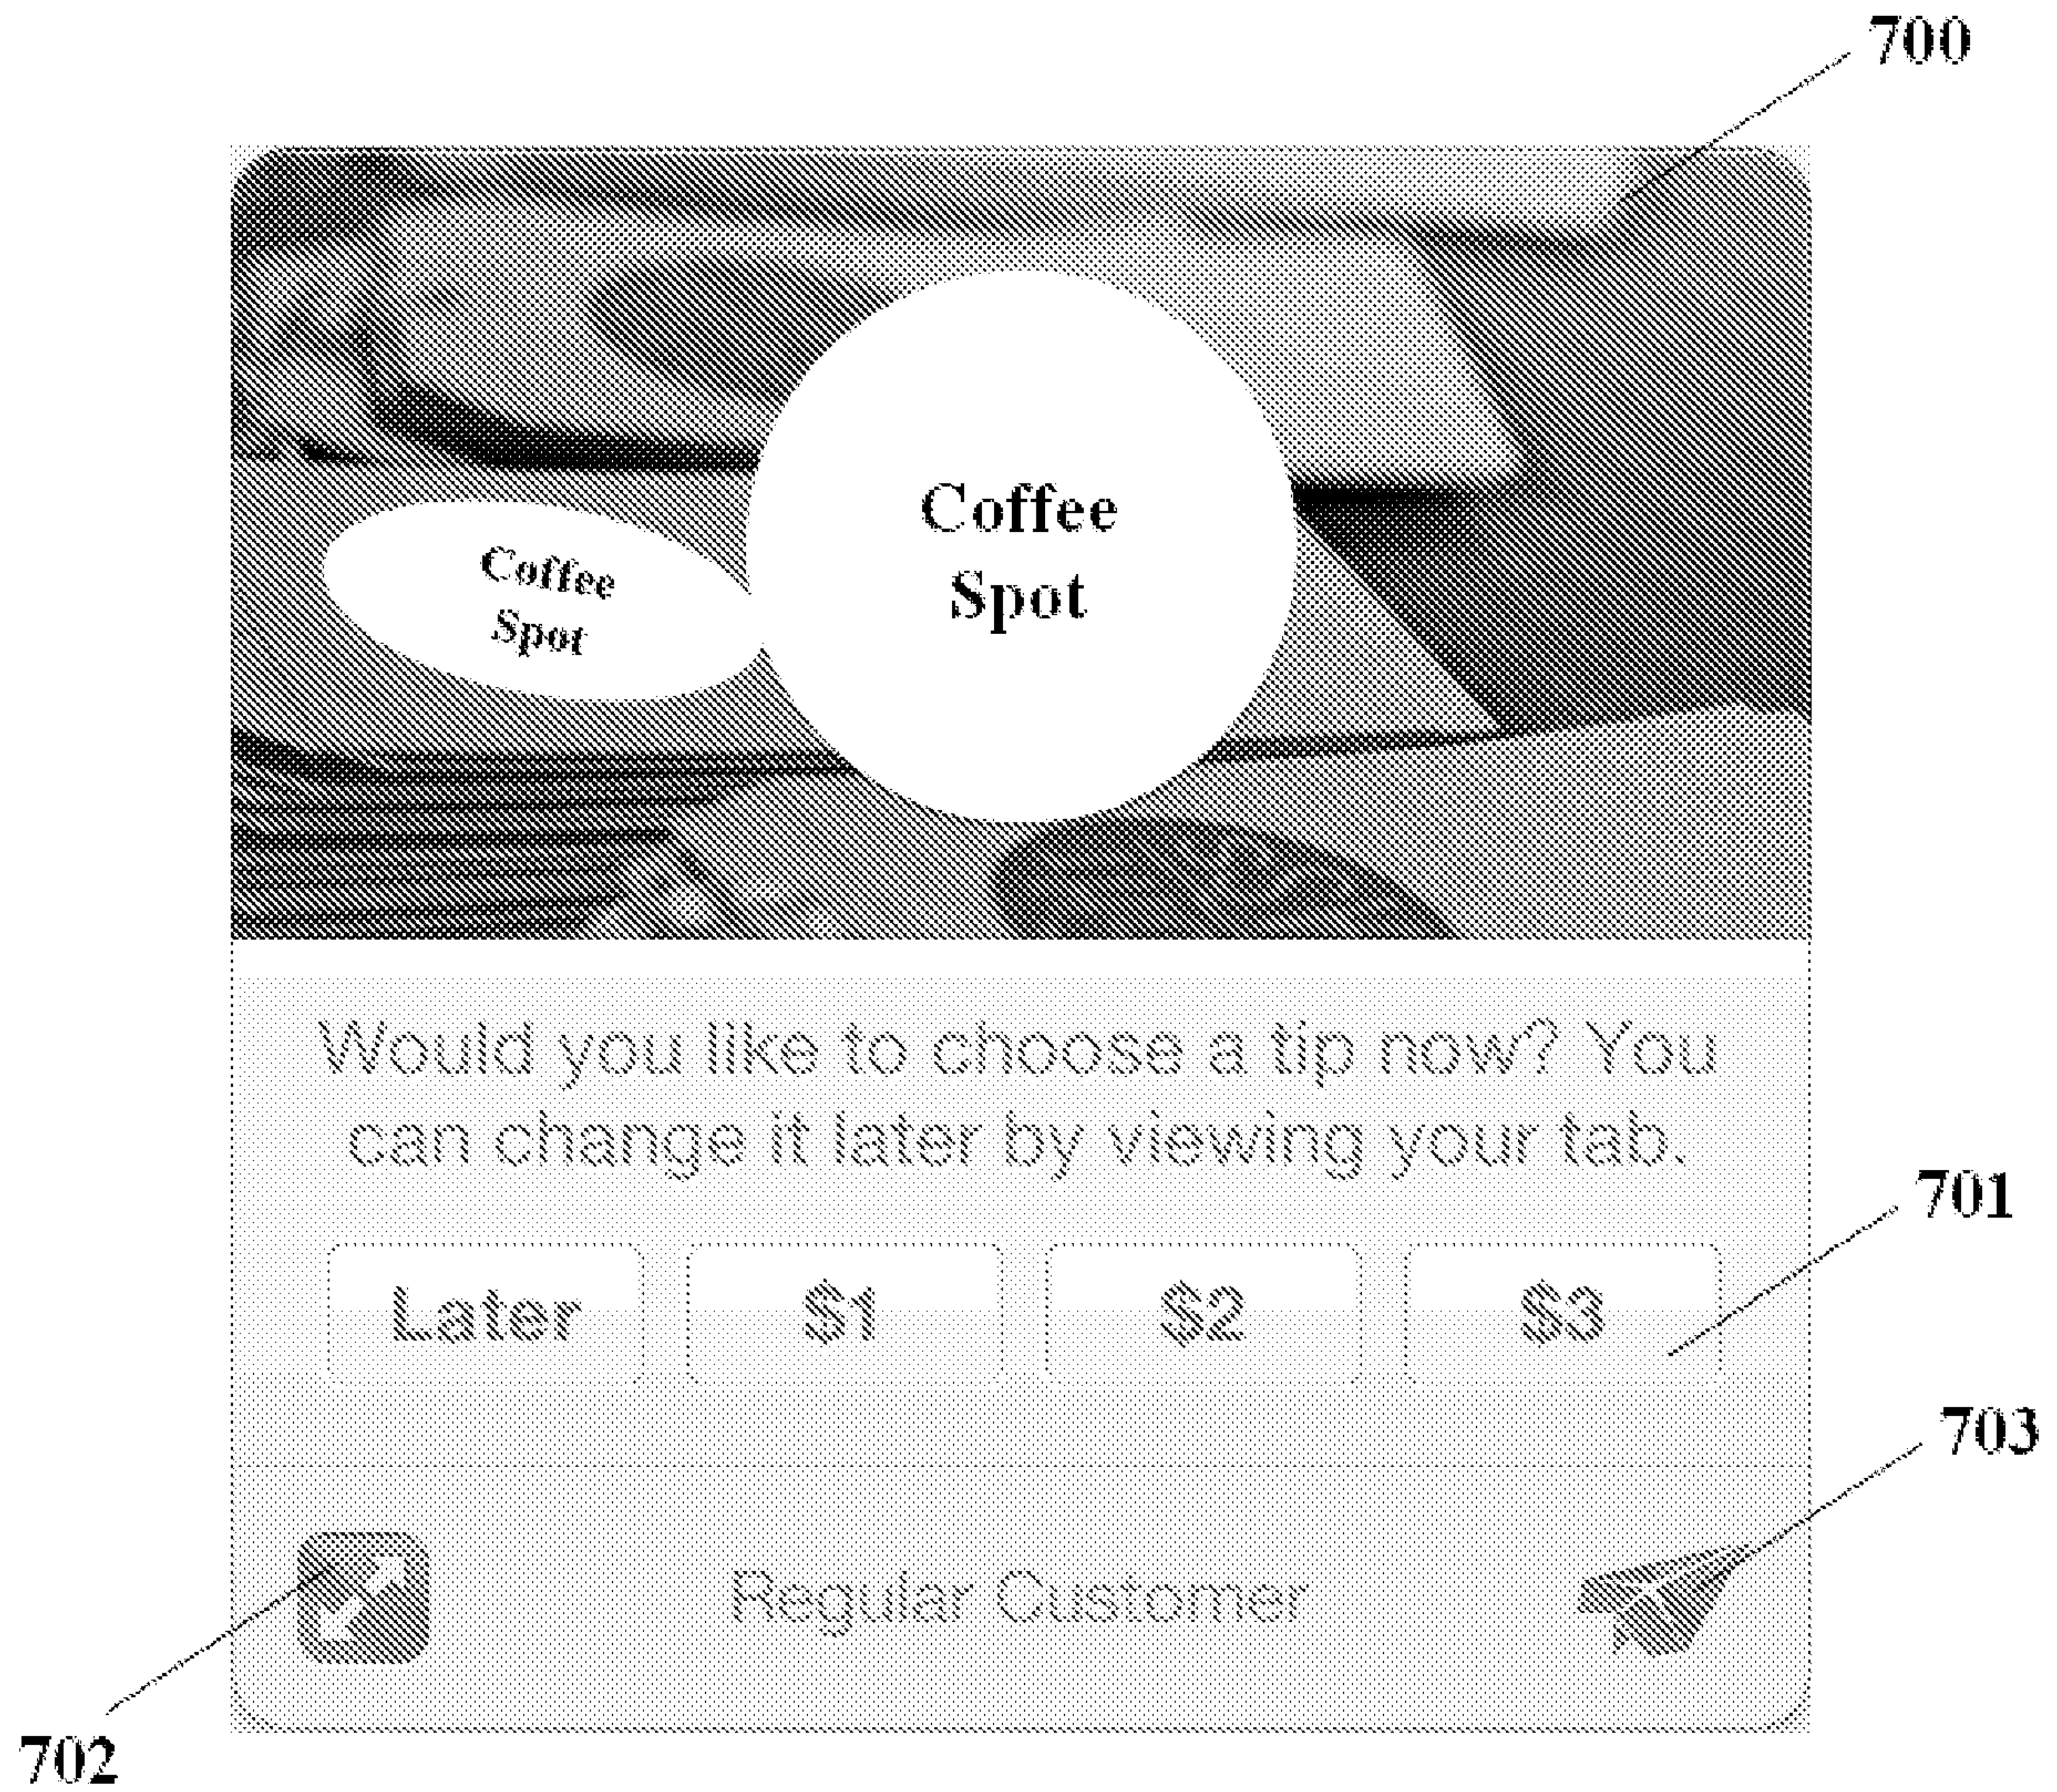 700
Coffee
Spot
Coffee
Spot
Would you like to choose a tip now? You
can change it later by viewing your tab.
701
Later $1 $2 $3
703
Regular Customer
702